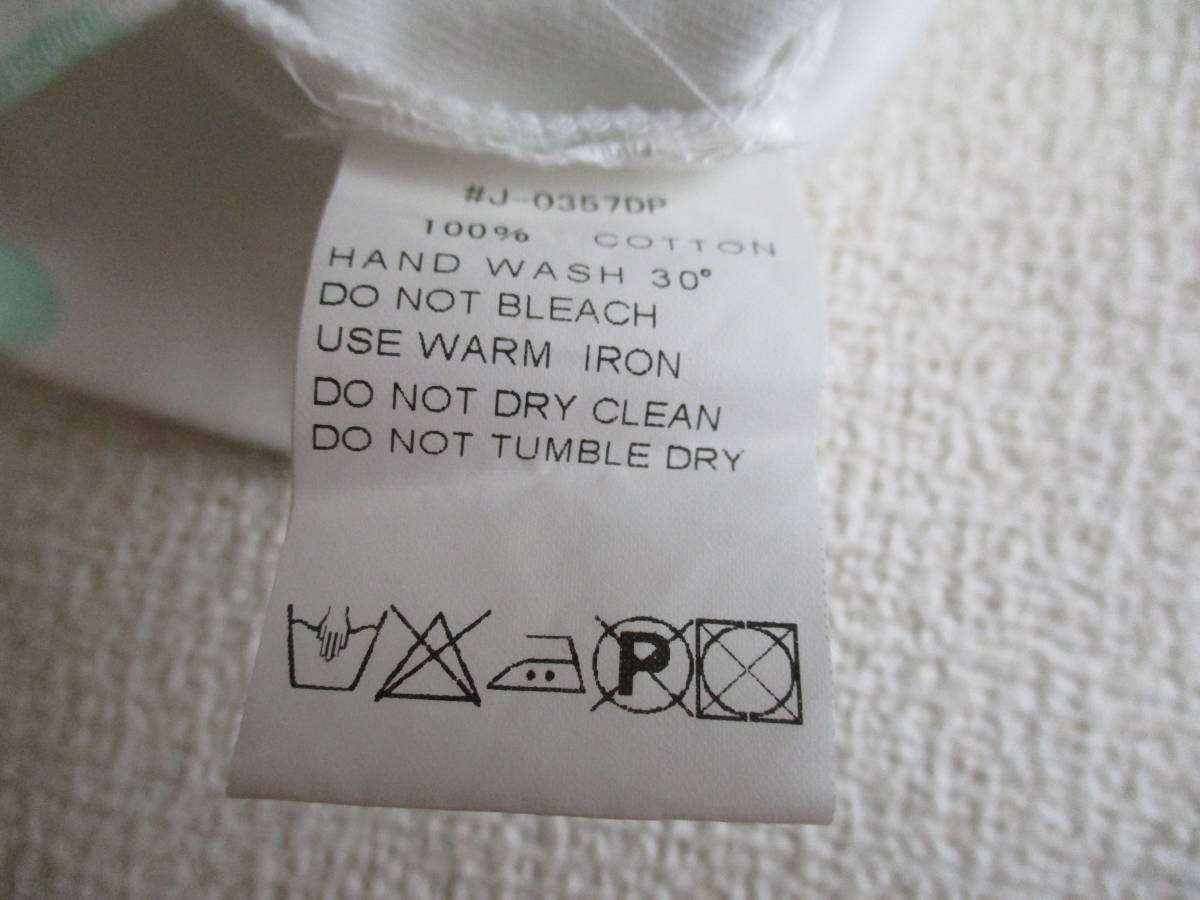 #J-0357DP
100% COTTON
HAND WASH 30°
DO NOT BLEACH
USE WARM IRON
DO NOT DRY CLEAN
DO NOT TUMBLE DRY
P